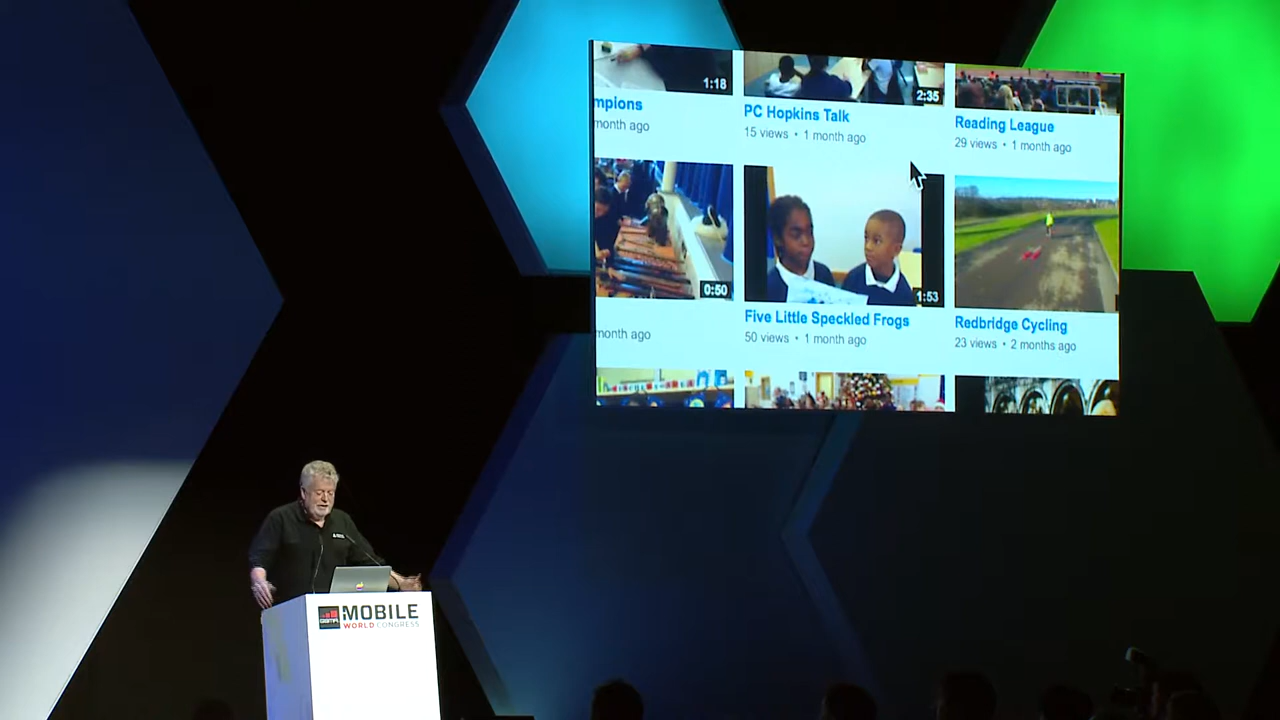 1:18
2:35
mpions
month ago
PC Hopkins Talk
15 views • 1 month ago
Reading League
29 views • 1 month ago
0:50
1:53
month ago
Five Little Speckled Frogs
50 views • 1 month ago
Redbridge Cycling
23 views • 2 months ago
GSMA
MOBILE
WORLD CONGRESS